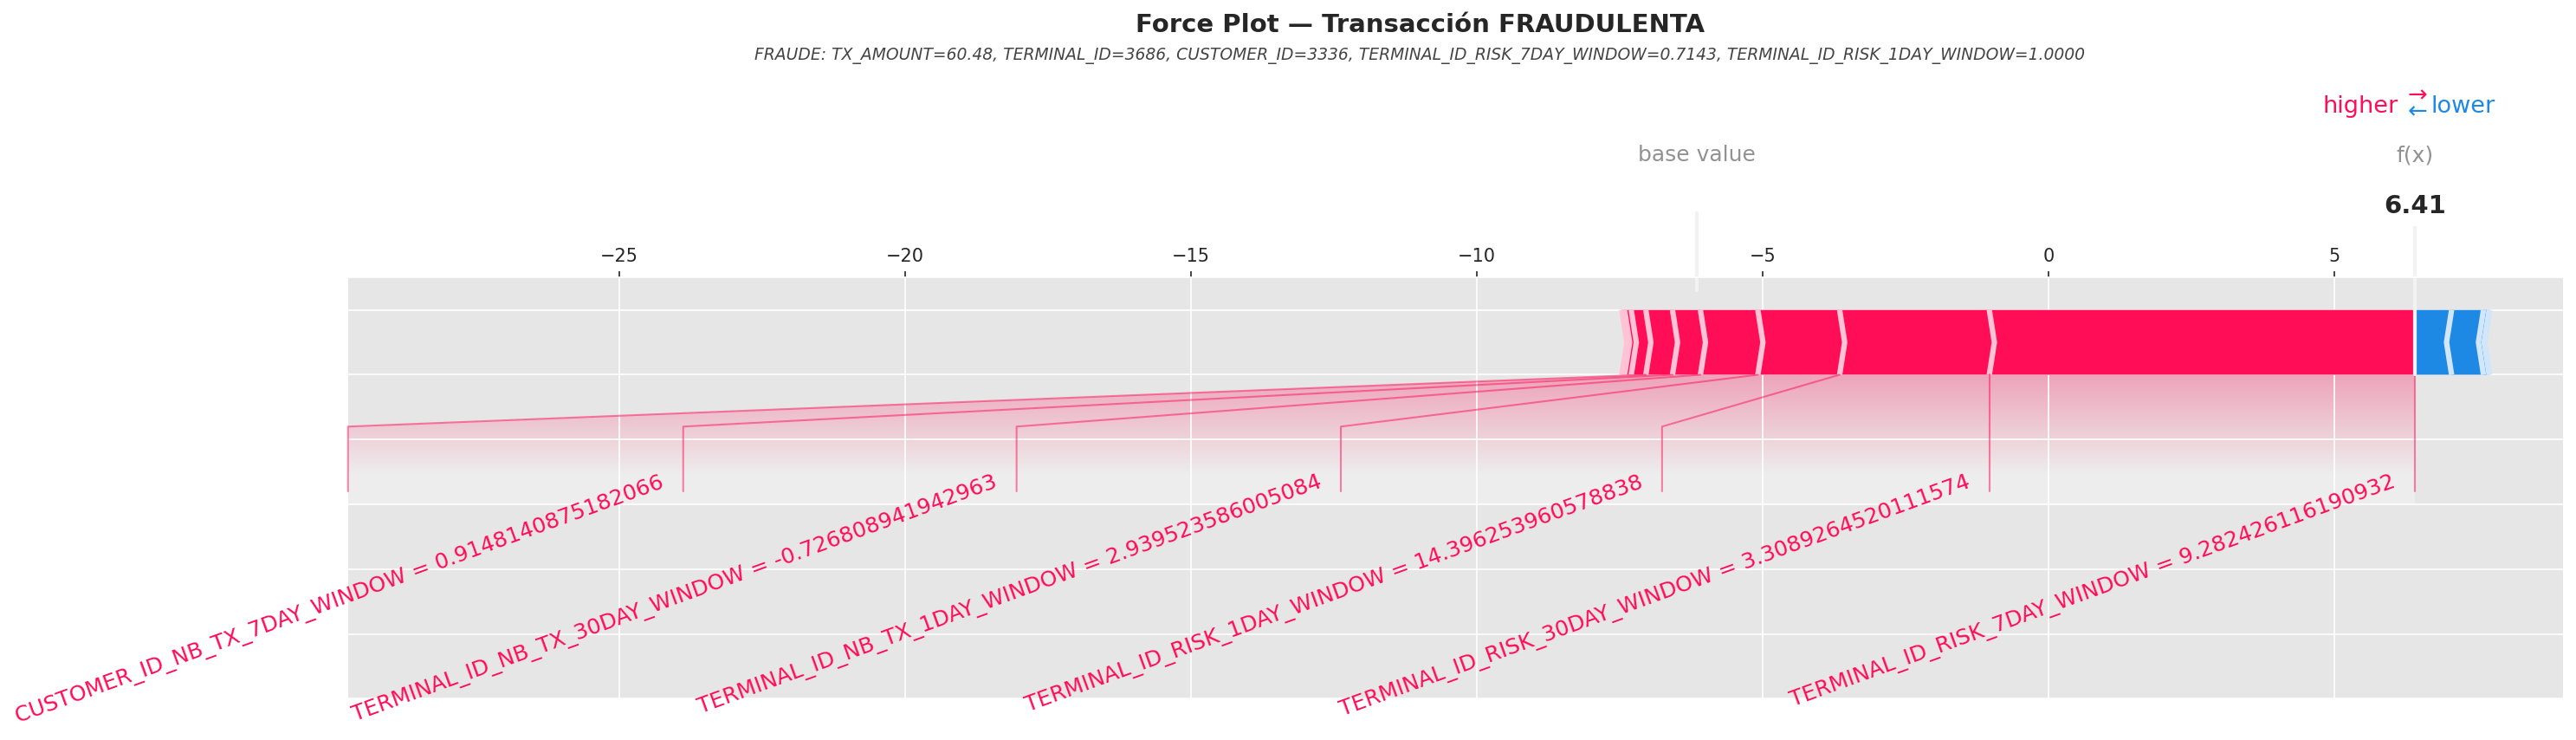 Force Plot — Transacción FRAUDULENTA
FRAUDE: TX_AMOUNT=60.48, TERMINAL_ID=3686, CUSTOMER_ID=3336, TERMINAL_ID_RISK_7DAY_WINDOW=0.7143, TERMINAL_ID_RISK_1DAY_WINDOW=1.0000
higher → ← lower
base value
f(x)
6.41
−25 −20 −15 −10 −5 0 5
CUSTOMER_ID_NB_TX_7DAY_WINDOW = 0.9148140875182066
TERMINAL_ID_NB_TX_30DAY_WINDOW = -0.726808941942963
TERMINAL_ID_NB_TX_1DAY_WINDOW = 2.939523586005084
TERMINAL_ID_RISK_1DAY_WINDOW = 14.396253960578838
TERMINAL_ID_RISK_30DAY_WINDOW = 3.3089264520111574
TERMINAL_ID_RISK_7DAY_WINDOW = 9.282426116190932